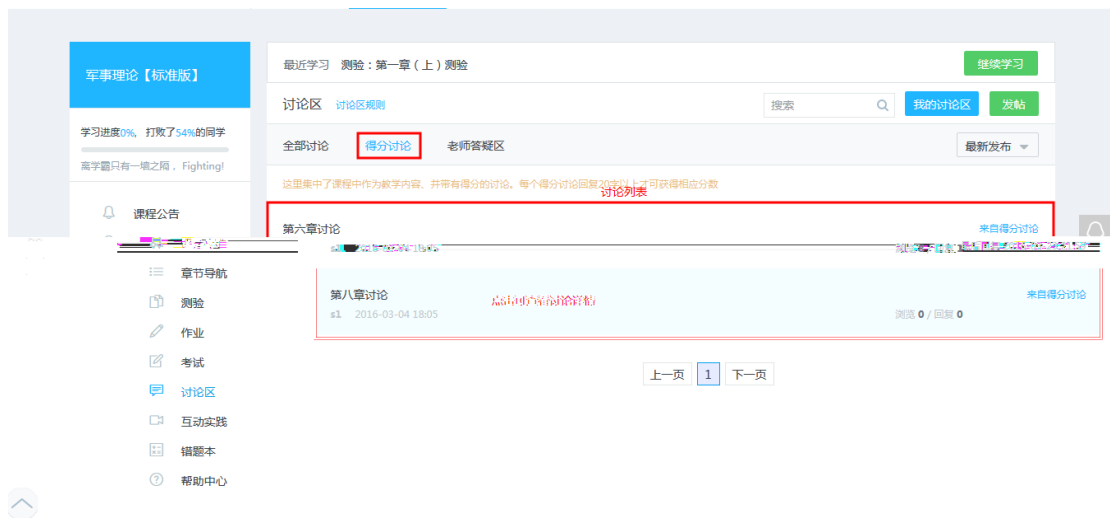 军事理论【标准版】
最近学习 测验：第一章（上）测验
继续学习
讨论区 讨论区规则
搜索
我的讨论区
发帖
学习进度0%，打败了54%的同学
离学霸只有一墙之隔，Fighting!
全部讨论 得分讨论 老师答疑区
最新发布
这里集中了课程中作为教学内容、并带有得分的讨论。每个得分讨论回复20字以上才可获得相应分数
讨论列表
课程公告
第六章讨论
来自得分讨论
章节导航
测验
作业
考试
讨论区
互动实践
错题本
帮助中心
第八章讨论
来自得分讨论
s1 2016-03-04 18:05
浏览 0 / 回复 0
上一页 1 下一页